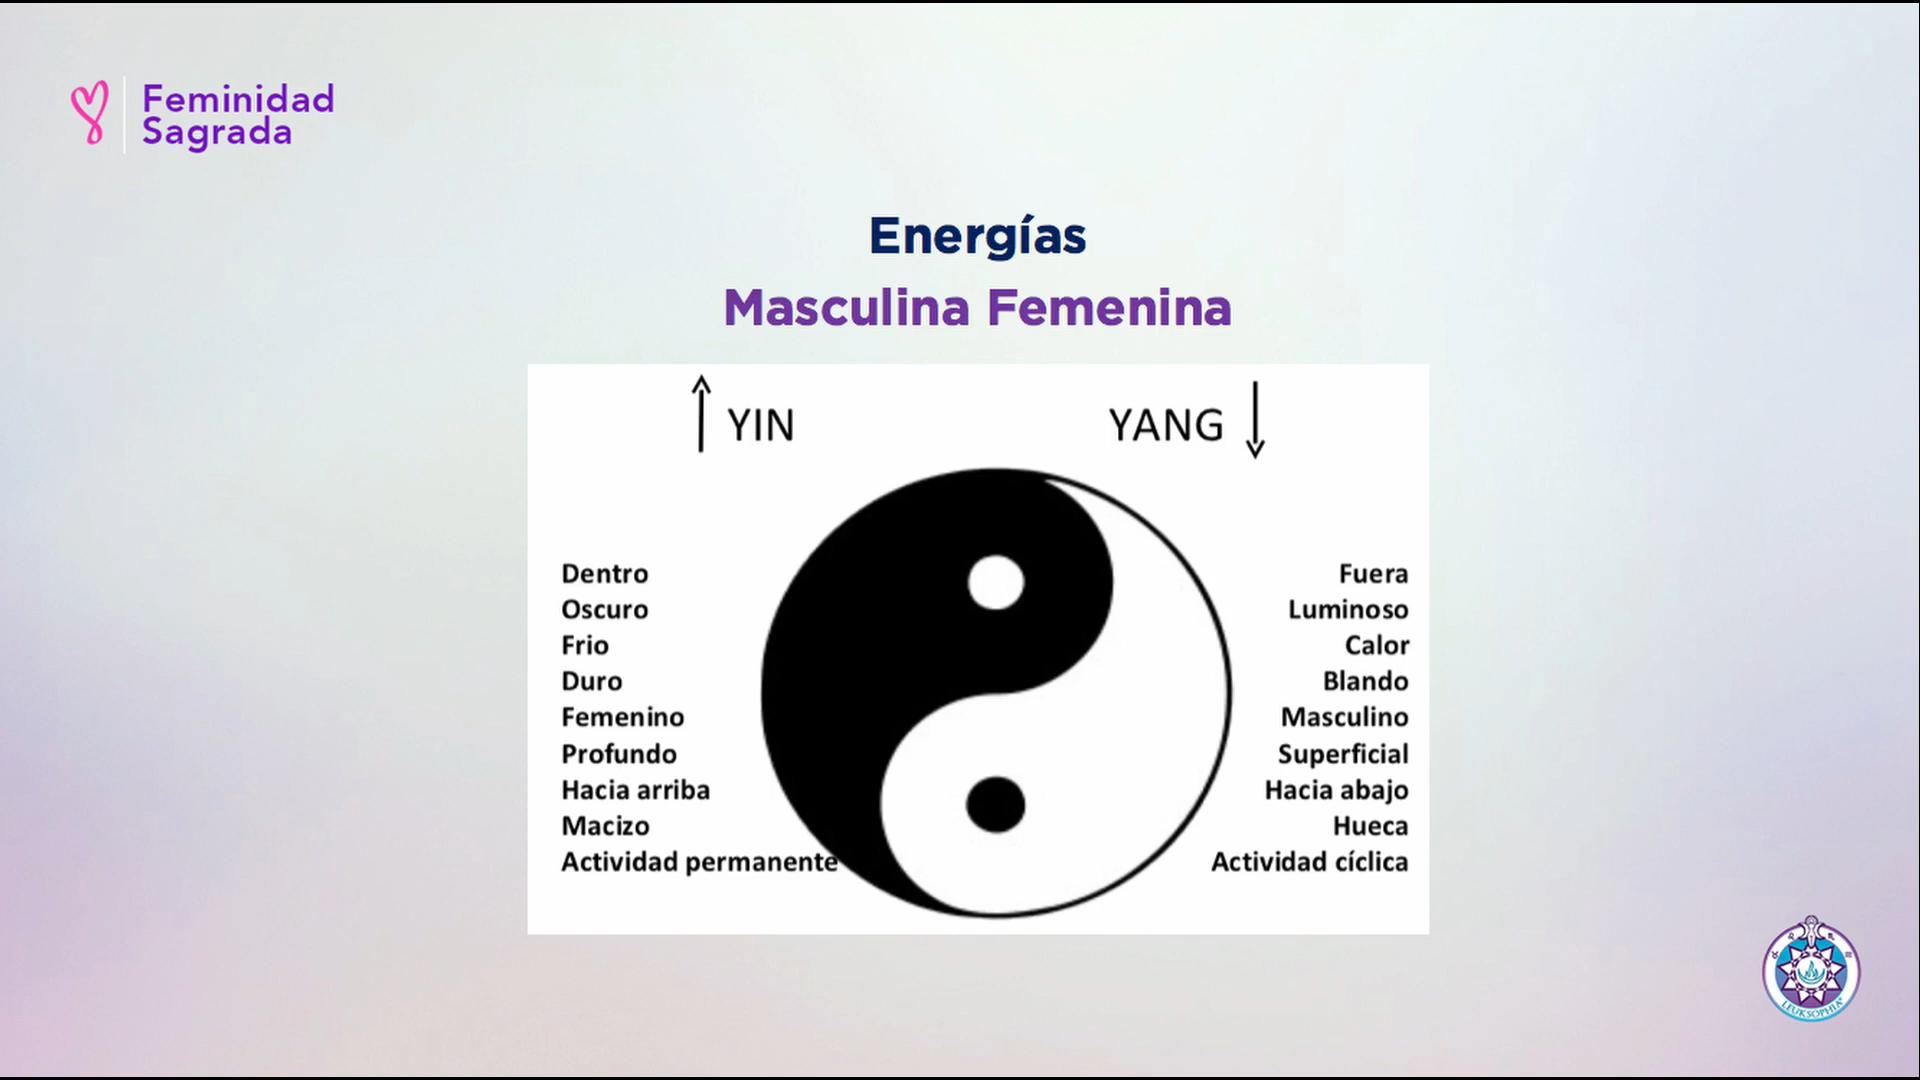 Feminidad
Sagrada
Energías
Masculina Femenina
YIN
YANG
Dentro
Oscuro
Frio
Duro
Femenino
Profundo
Hacia arriba
Macizo
Actividad permanente
Fuera
Luminoso
Calor
Blando
Masculino
Superficial
Hacia abajo
Hueca
Actividad cíclica
LEUKSOPHIA